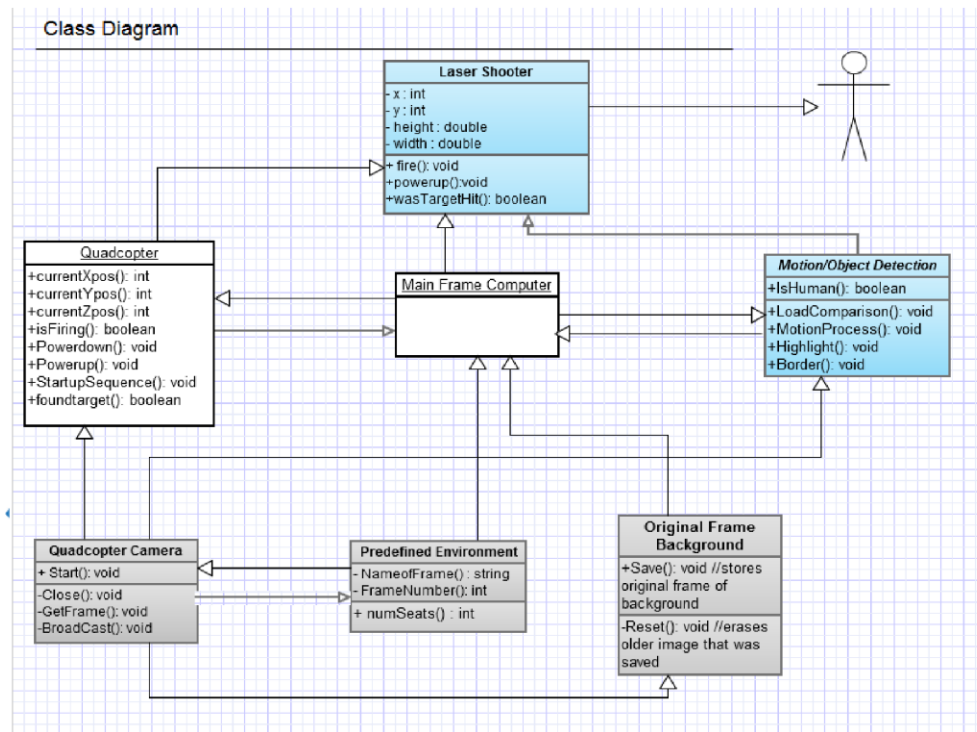 Class Diagram
Laser Shooter
- x : int
- y : int
- height : double
- width : double
+ fire(): void
+powerup():void
+wasTargetHit(): boolean
Quadcopter
+currentXpos(): int
+currentYpos(): int
+currentZpos(): int
+isFiring(): boolean
+Powerdown(): void
+Powerup(): void
+StartupSequence(): void
+foundtarget(): boolean
Main Frame Computer
Motion/Object Detection
+IsHuman(): boolean
+LoadComparison(): void
+MotionProcess(): void
+Highlight(): void
+Border(): void
Quadcopter Camera
+ Start(): void
-Close(): void
-GetFrame(): void
-BroadCast(): void
Predefined Environment
- NameofFrame() : string
- FrameNumber(): int
+ numSeats() : int
Original Frame
Background
+Save(): void //stores
original frame of
background
-Reset(): void //erases
older image that was
saved